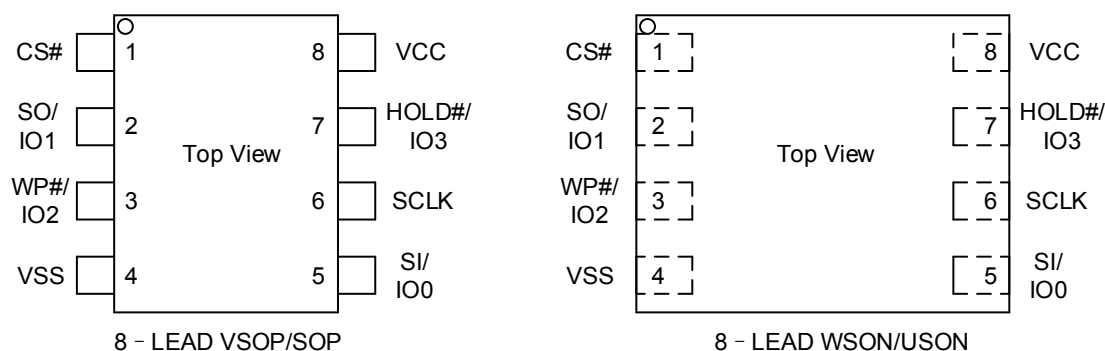 CS# 1 8 VCC
SO/
IO1 2 7 HOLD#/
IO3
Top View
WP#/
IO2 3 6 SCLK
VSS 4 5 SI/
IO0
8 – LEAD VSOP/SOP
CS# 1 8 VCC
SO/
IO1 2 7 HOLD#/
IO3
Top View
WP#/
IO2 3 6 SCLK
VSS 4 5 SI/
IO0
8 – LEAD WSON/USON